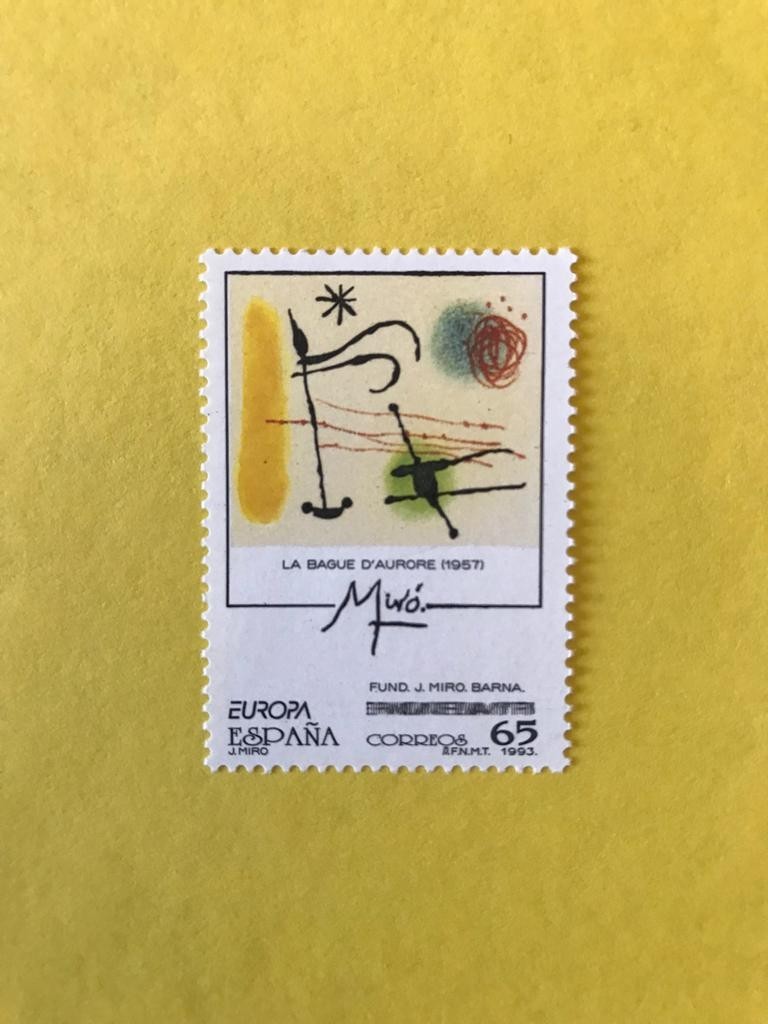 LA BAGUE D'AURORE (1957)
Miró.
FUND. J. MIRO. BARNA.
EUROPA
ESPAÑA
J. MIRO
CORREOS 65
F.N.M.T. 1993.